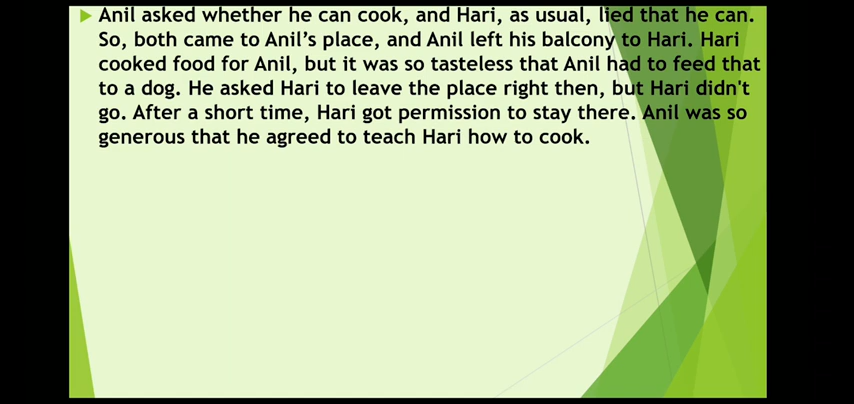 Anil asked whether he can cook, and Hari, as usual, lied that he can.
So, both came to Anil's place, and Anil left his balcony to Hari. Hari
cooked food for Anil, but it was so tasteless that Anil had to feed that
to a dog. He asked Hari to leave the place right then, but Hari didn't
go. After a short time, Hari got permission to stay there. Anil was so
generous that he agreed to teach Hari how to cook.